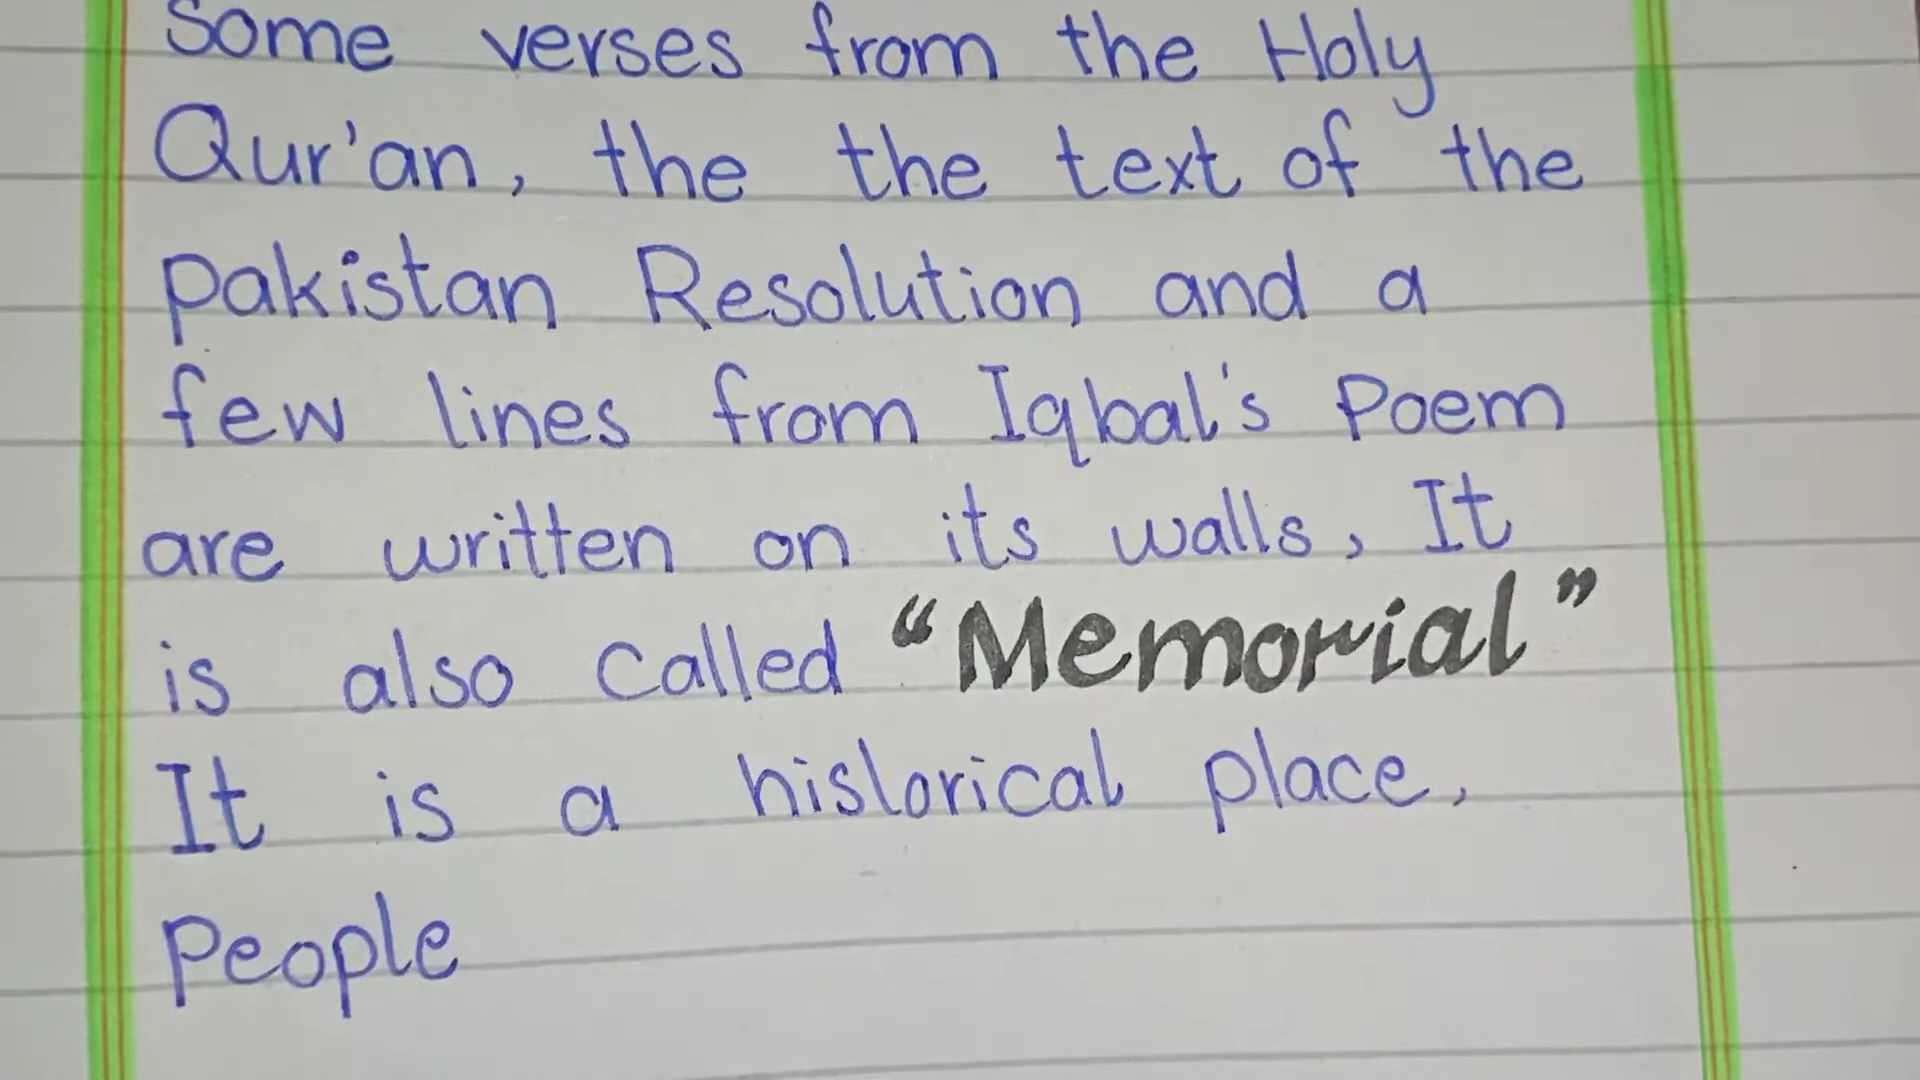 Some verses from the Holy
Qur'an, the the text of the
Pakistan Resolution and a
few lines from Iqbal's Poem
are written on its walls, It
is also called "Memorial"
It is a historical place,
People